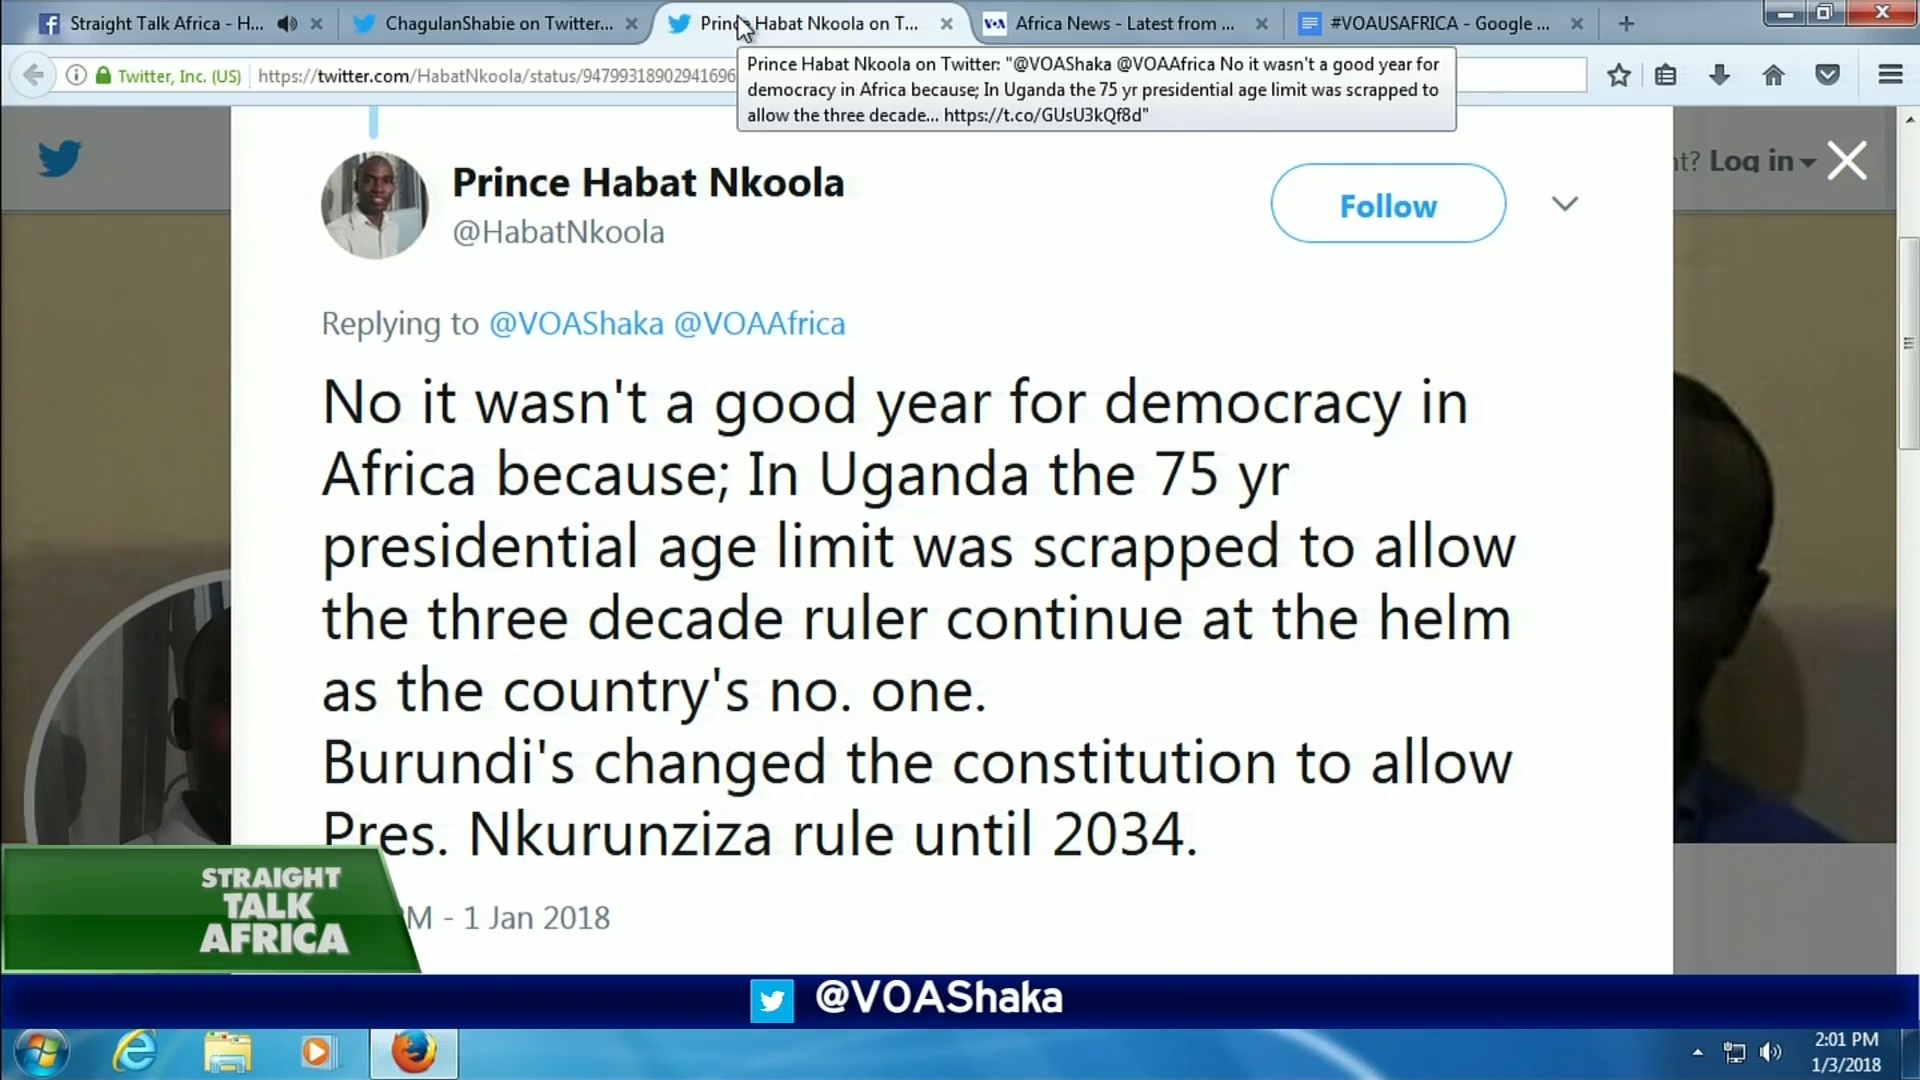 Straight Talk Africa - H...
ChagulanShabie on Twitter...
Prince Habat Nkoola on T...
Africa News - Latest from ...
#VOAUSAFRICA - Google ...
Twitter, Inc. (US)
https://twitter.com/HabatNkoola/status/947993189029416960
Prince Habat Nkoola on Twitter: "@VOAShaka @VOAAfrica No it wasn't a good year for
democracy in Africa because; In Uganda the 75 yr presidential age limit was scrapped to
allow the three decade... https://t.co/GUsU3kQf8d"
Log in
Prince Habat Nkoola
@HabatNkoola
Follow
Replying to @VOAShaka @VOAAfrica
No it wasn't a good year for democracy in
Africa because; In Uganda the 75 yr
presidential age limit was scrapped to allow
the three decade ruler continue at the helm
as the country's no. one.
Burundi's changed the constitution to allow
Pres. Nkurunziza rule until 2034.
PM - 1 Jan 2018
STRAIGHT
TALK
AFRICA
@VOAShaka
2:01 PM
1/3/2018